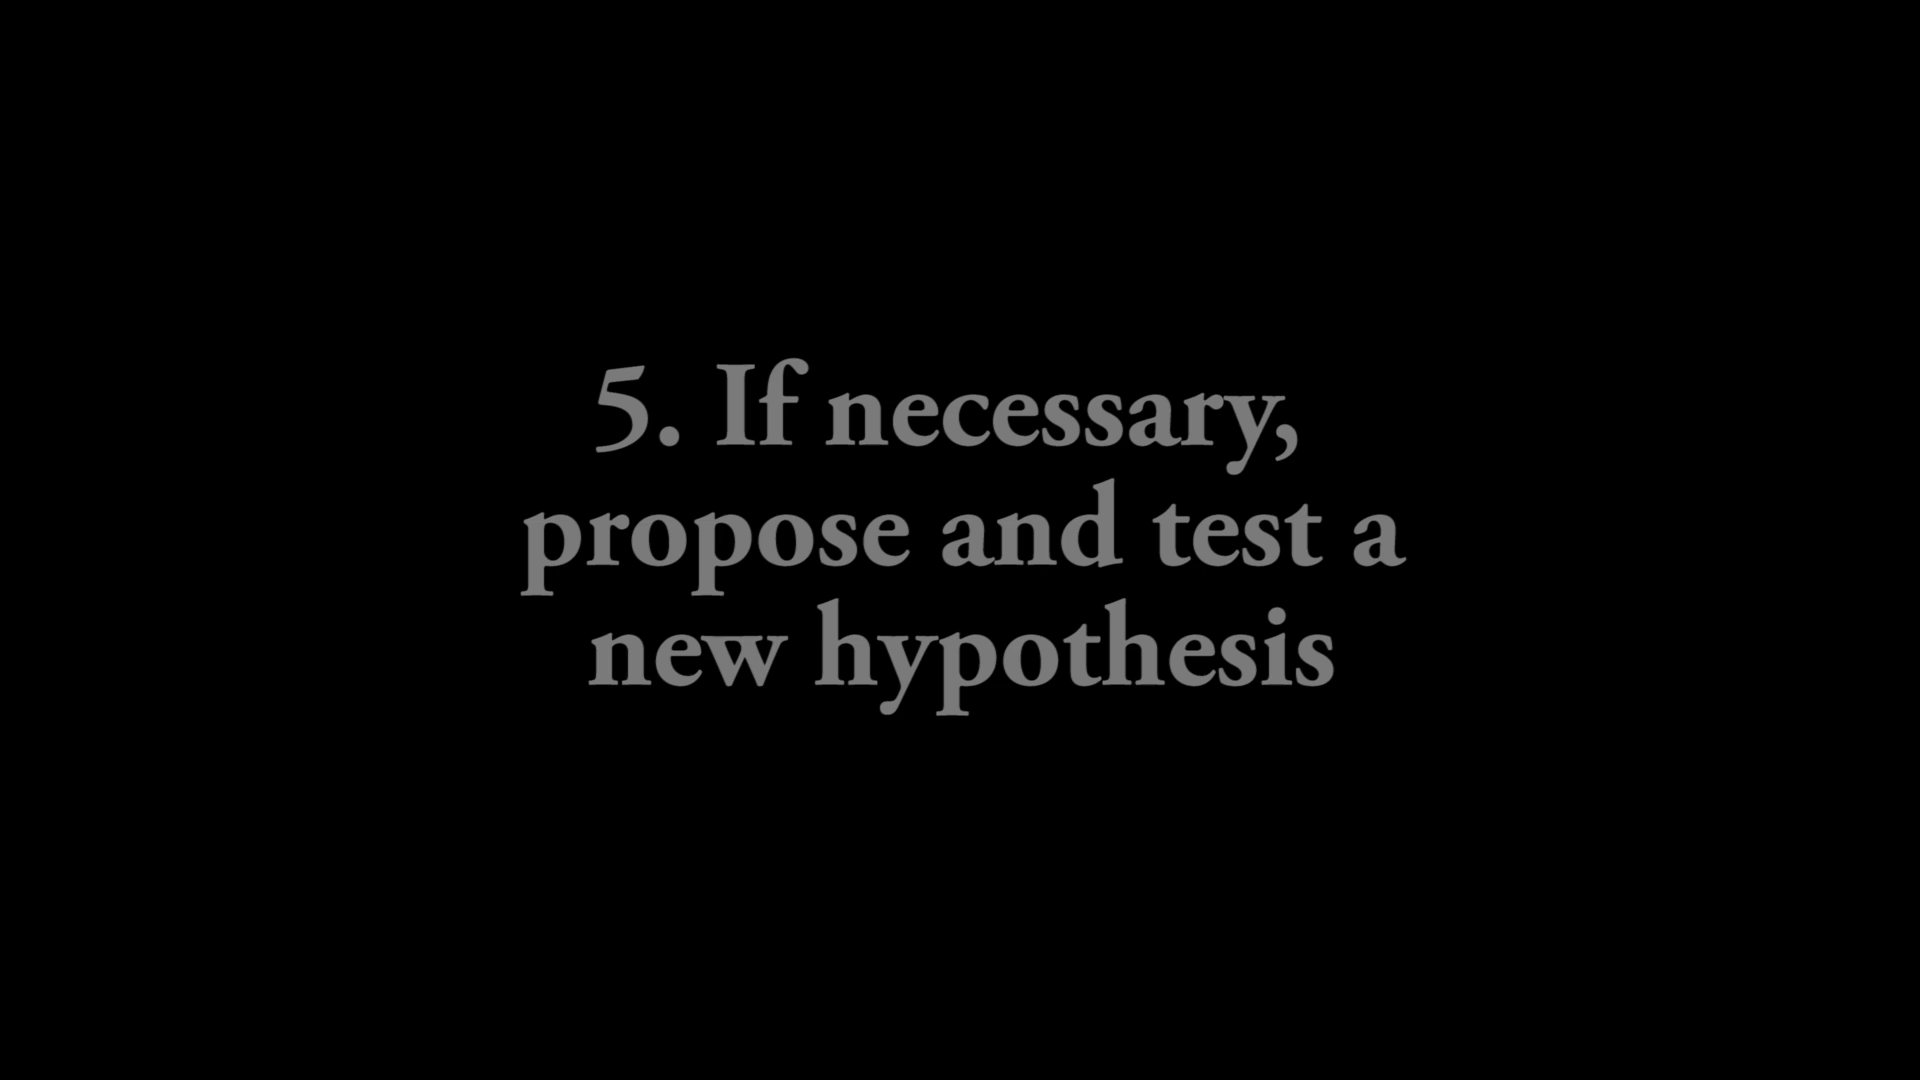 5. If necessary,
propose and test a
new hypothesis